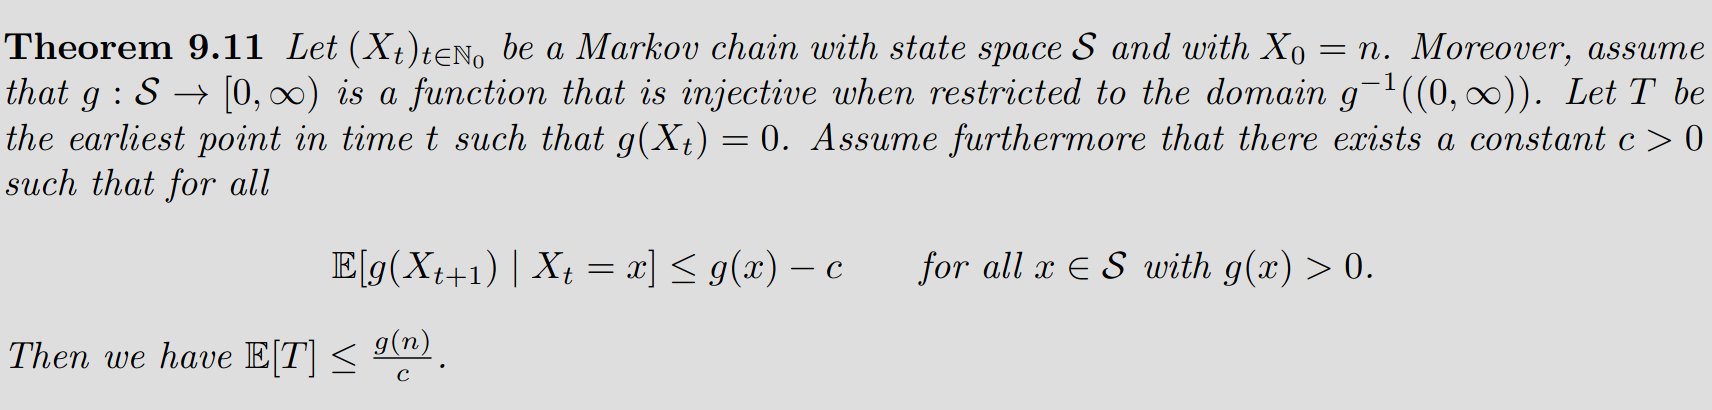 Theorem 9.11 Let (X_t)_{t∈ℕ_0} be a Markov chain with state space 𝒮 and with X_0 = n. Moreover, assume
that g : 𝒮 → [0, ∞) is a function that is injective when restricted to the domain g^{−1}((0, ∞)). Let T be
the earliest point in time t such that g(X_t) = 0. Assume furthermore that there exists a constant c > 0
such that for all
𝔼[g(X_{t+1}) | X_t = x] ≤ g(x) − c for all x ∈ 𝒮 with g(x) > 0.
Then we have 𝔼[T] ≤ \frac{g(n)}{c}.